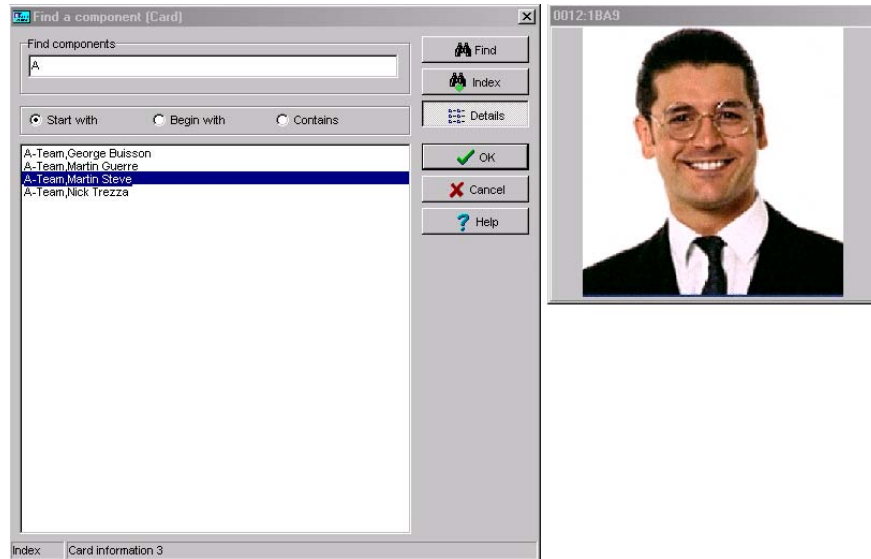 Find a component (Card)
Find components
A
Start with Begin with Contains
A-Team,George Buisson
A-Team,Martin Guerre
A-Team,Martin Steve
A-Team,Nick Trezza
Find
Index
Details
OK
Cancel
Help
Index Card information 3
0012:1BA9